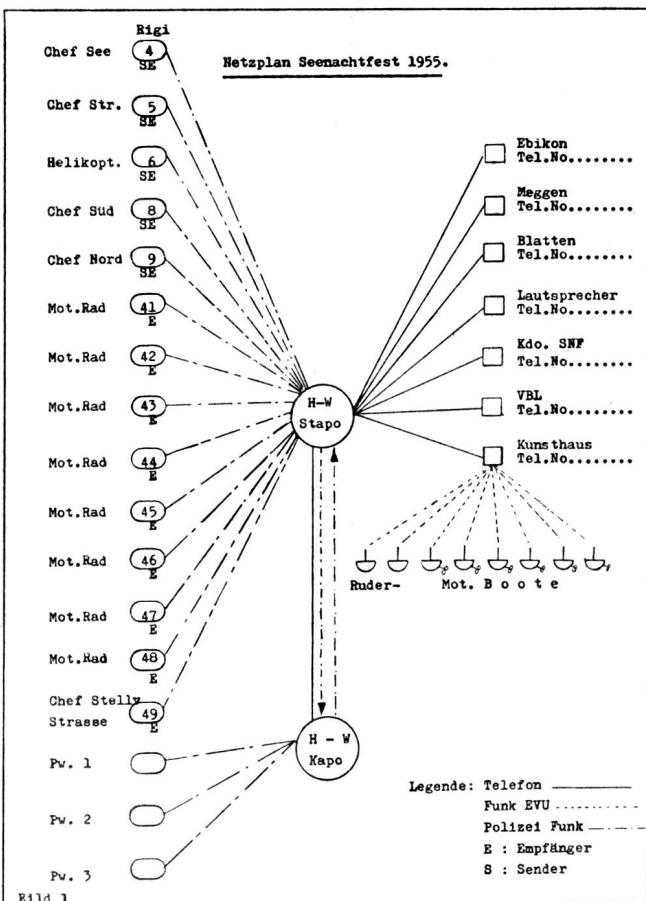 Netzplan Seenachtfest 1955.
Rigi
Chef See 4
SE
Chef Str. 5
SE
Helikopt. 6
SE
Chef Süd 8
SE
Chef Nord 9
SE
Mot.Rad 41
E
Mot.Rad 42
E
Mot.Rad 43
E
Mot.Rad 44
E
Mot.Rad 45
E
Mot.Rad 46
E
Mot.Rad 47
E
Mot.Rad 48
E
Chef Stellv
Strasse 49
E
Pw. 1
Pw. 2
Pw. 3
H-W
Stapo
H - W
Kapo
Ebikon
Tel.No........
Meggen
Tel.No........
Blatten
Tel.No........
Lautsprecher
Tel.No........
Kdo. SNF
Tel.No........
VBL
Tel.No........
Kunsthaus
Tel.No........
Ruder- Mot. B o o t e
Legende: Telefon
Funk EVU
Polizei Funk
E : Empfänger
S : Sender
Bild 1